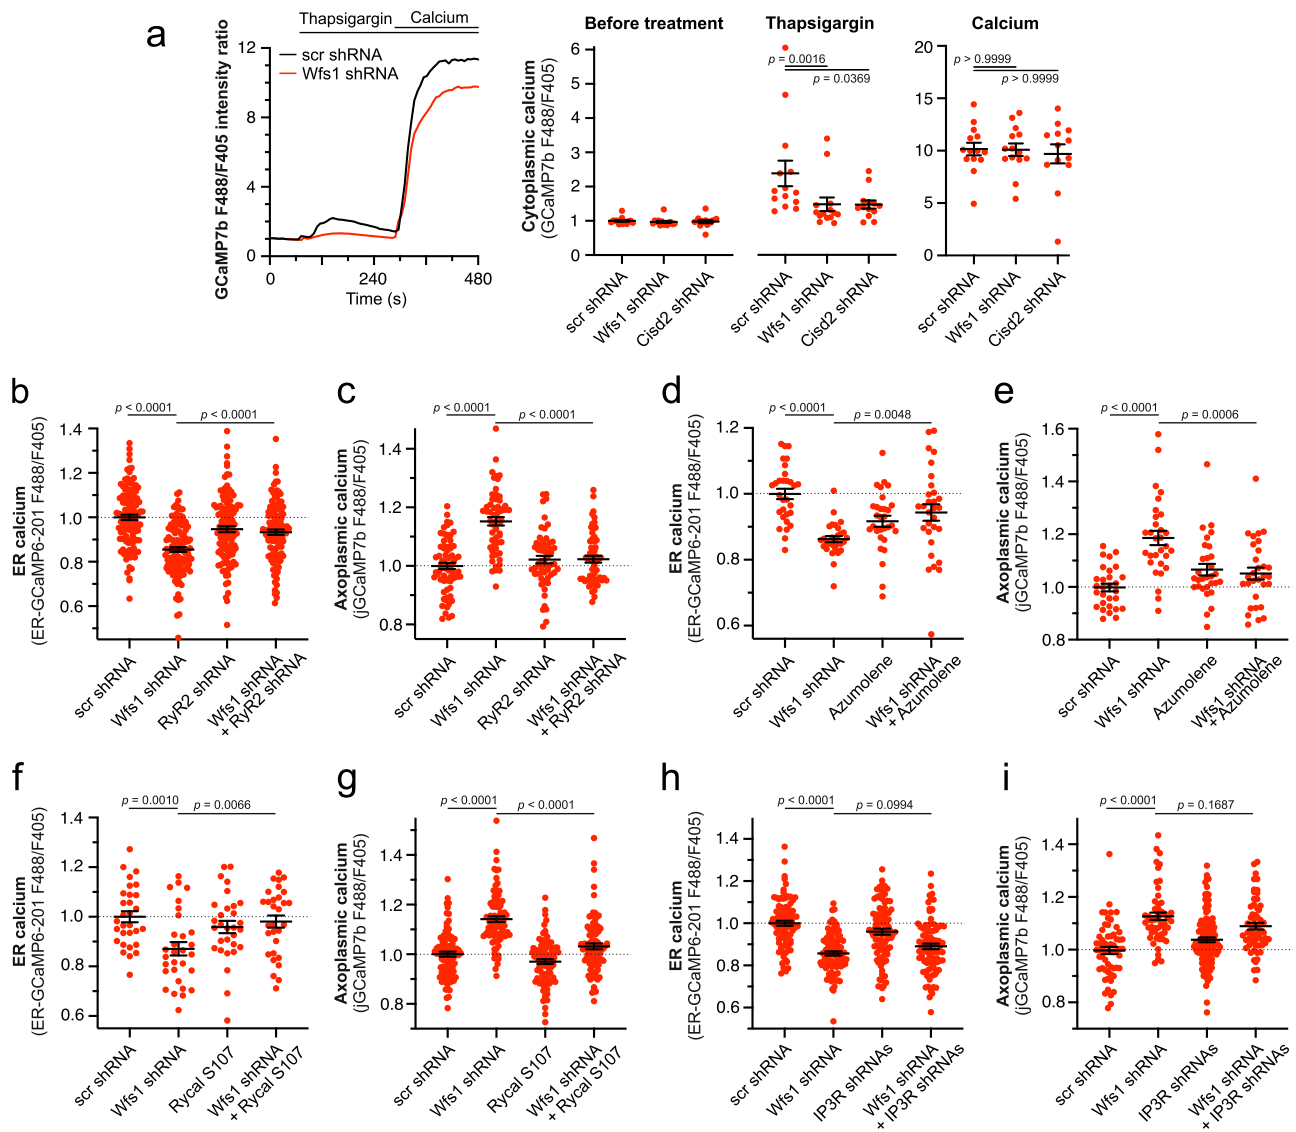 a
Thapsigargin
Calcium
GCaMP7b F488/F405 intensity ratio
12
8
4
0
scr shRNA
Wfs1 shRNA
0
240
480
Time (s)
Before treatment
Thapsigargin
Calcium
Cytoplasmic calcium
(GCaMP7b F488/F405)
6
5
4
3
2
1
0
p = 0.0016
p = 0.0369
20
15
10
5
0
p > 0.9999
p > 0.9999
scr shRNA
Wfs1 shRNA
Cisd2 shRNA
scr shRNA
Wfs1 shRNA
Cisd2 shRNA
scr shRNA
Wfs1 shRNA
Cisd2 shRNA
b
ER calcium
(ER-GCaMP6-201 F488/F405)
p < 0.0001
p < 0.0001
1.4
1.2
1.0
0.8
0.6
scr shRNA
Wfs1 shRNA
RyR2 shRNA
Wfs1 shRNA
+ RyR2 shRNA
c
Axoplasmic calcium
(jGCaMP7b F488/F405)
p < 0.0001
p < 0.0001
1.4
1.2
1.0
0.8
scr shRNA
Wfs1 shRNA
RyR2 shRNA
Wfs1 shRNA
+ RyR2 shRNA
d
ER calcium
(ER-GCaMP6-201 F488/F405)
p < 0.0001
p = 0.0048
1.2
1.0
0.8
0.6
scr shRNA
Wfs1 shRNA
Azumolene
Wfs1 shRNA
+ Azumolene
e
Axoplasmic calcium
(jGCaMP7b F488/F405)
p < 0.0001
p = 0.0006
1.6
1.4
1.2
1.0
0.8
scr shRNA
Wfs1 shRNA
Azumolene
Wfs1 shRNA
+ Azumolene
f
ER calcium
(ER-GCaMP6-201 F488/F405)
p = 0.0010
p = 0.0066
1.4
1.2
1.0
0.8
0.6
scr shRNA
Wfs1 shRNA
Rycal S107
Wfs1 shRNA
+ Rycal S107
g
Axoplasmic calcium
(jGCaMP7b F488/F405)
p < 0.0001
p < 0.0001
1.4
1.2
1.0
0.8
scr shRNA
Wfs1 shRNA
Rycal S107
Wfs1 shRNA
+ Rycal S107
h
ER calcium
(ER-GCaMP6-201 F488/F405)
p < 0.0001
p = 0.0994
1.4
1.2
1.0
0.8
0.6
scr shRNA
Wfs1 shRNA
IP3R shRNAs
Wfs1 shRNA
+ IP3R shRNAs
i
Axoplasmic calcium
(jGCaMP7b F488/F405)
p < 0.0001
p = 0.1687
1.4
1.2
1.0
0.8
scr shRNA
Wfs1 shRNA
IP3R shRNAs
Wfs1 shRNA
+ IP3R shRNAs